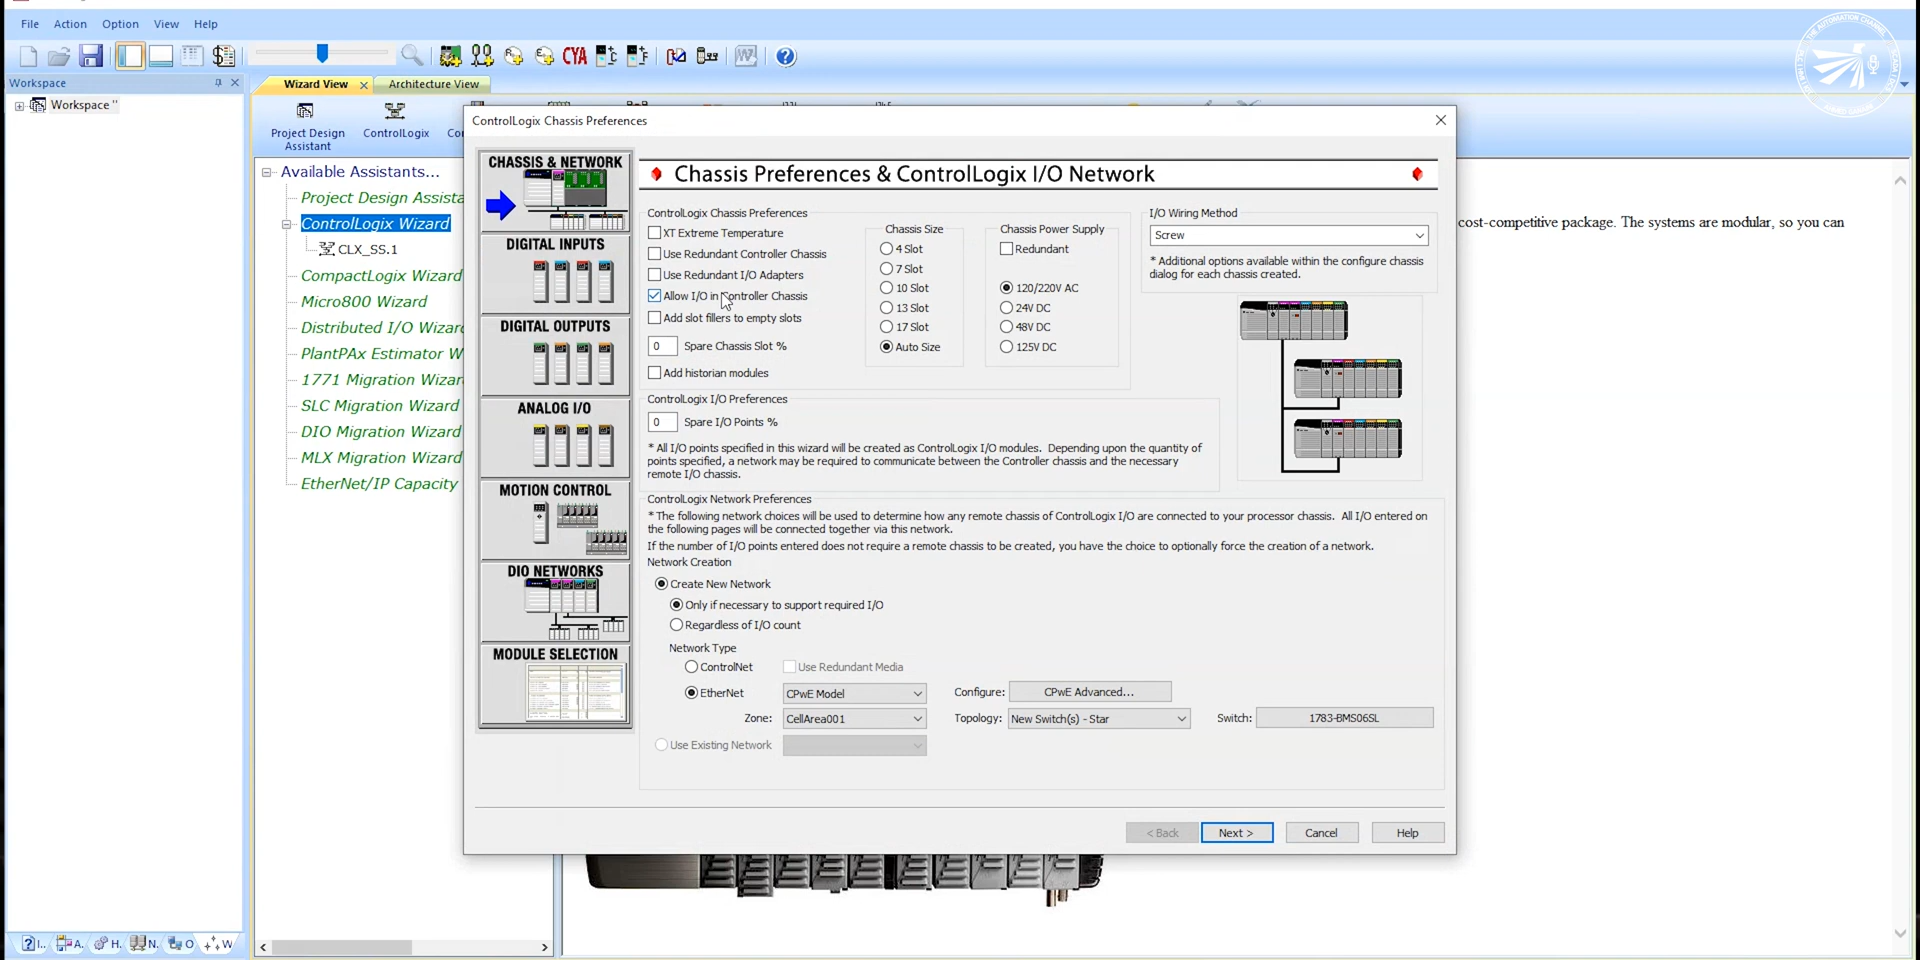 File Action Option View Help
CYA
Workspace
Wizard View
Architecture View
Workspace ''
Project Design Assistant
ControlLogix
Available Assistants...
Project Design Assista
ControlLogix Wizard
CLX_SS.1
CompactLogix Wizard
Micro800 Wizard
Distributed I/O Wizar
PlantPAx Estimator W
1771 Migration Wizar
SLC Migration Wizard
DIO Migration Wizard
MLX Migration Wizard
EtherNet/IP Capacity
cost-competitive package. The systems are modular, so you can
ControlLogix Chassis Preferences
CHASSIS & NETWORK
DIGITAL INPUTS
DIGITAL OUTPUTS
ANALOG I/O
MOTION CONTROL
DIO NETWORKS
MODULE SELECTION
Chassis Preferences & ControlLogix I/O Network
ControlLogix Chassis Preferences
XT Extreme Temperature
Use Redundant Controller Chassis
Use Redundant I/O Adapters
Allow I/O in Controller Chassis
Add slot fillers to empty slots
0 Spare Chassis Slot %
Add historian modules
Chassis Size
4 Slot
7 Slot
10 Slot
13 Slot
17 Slot
Auto Size
Chassis Power Supply
Redundant
120/220V AC
24V DC
48V DC
125V DC
I/O Wiring Method
Screw
* Additional options available within the configure chassis
dialog for each chassis created.
ControlLogix I/O Preferences
0 Spare I/O Points %
* All I/O points specified in this wizard will be created as ControlLogix I/O modules. Depending upon the quantity of
points specified, a network may be required to communicate between the Controller chassis and the necessary
remote I/O chassis.
ControlLogix Network Preferences
* The following network choices will be used to determine how any remote chassis of ControlLogix I/O are connected to your processor chassis. All I/O entered on
the following pages will be connected together via this network.
If the number of I/O points entered does not require a remote chassis to be created, you have the choice to optionally force the creation of a network.
Network Creation
Create New Network
Only if necessary to support required I/O
Regardless of I/O count
Network Type
ControlNet
Use Redundant Media
EtherNet
CPwE Model
Configure:
CPwE Advanced...
Zone:
CellArea001
Topology:
New Switch(s) - Star
Switch:
1783-BMS06SL
Use Existing Network
< Back
Next >
Cancel
Help
I..
A.
H.
N.
O
W
THE AUTOMATION CHANNEL